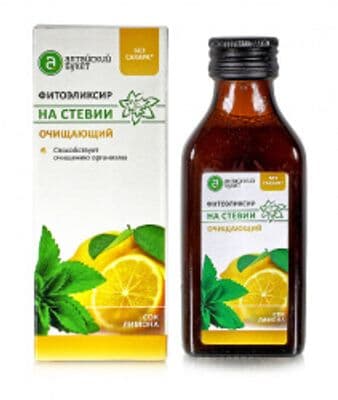 алтайский
букет
БЕЗ
САХАРА*
ФИТОЭЛИКСИР
НА СТЕВИИ
ОЧИЩАЮЩИЙ
Способствует
очищению организма
СОК
ЛИМОНА
алтайский
букет
БЕЗ
САХАРА*
ФИТОЭЛИКСИР
НА СТЕВИИ
ОЧИЩАЮЩИЙ
СОК
ЛИМОНА